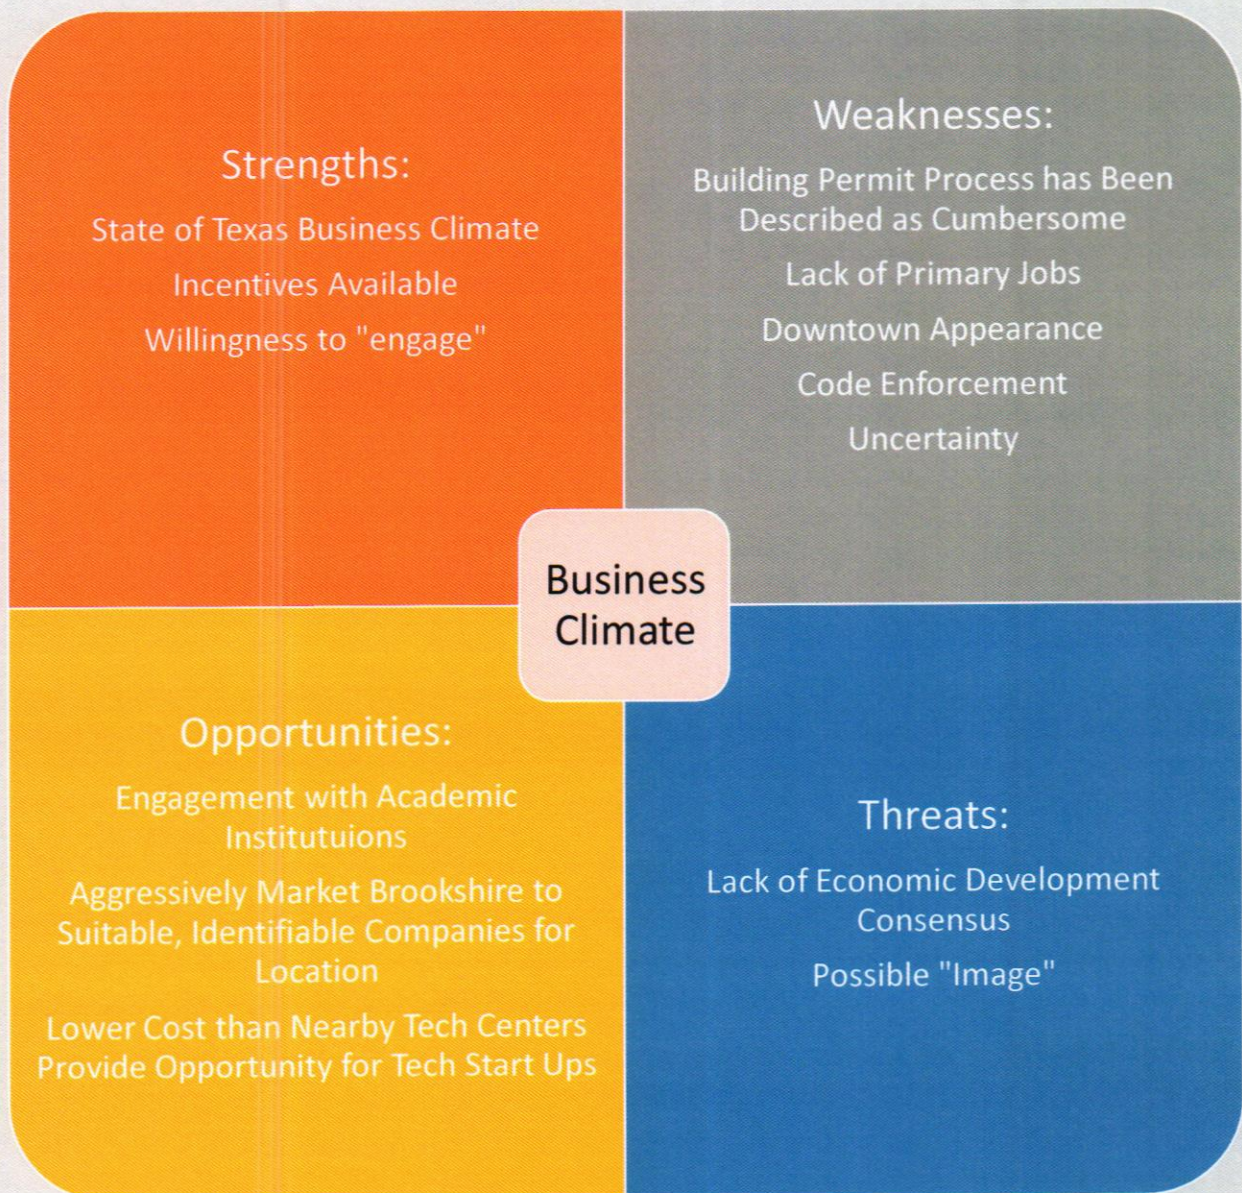 Strengths:
State of Texas Business Climate
Incentives Available
Willingness to "engage"
Weaknesses:
Building Permit Process has Been
Described as Cumbersome
Lack of Primary Jobs
Downtown Appearance
Code Enforcement
Uncertainty
Business
Climate
Opportunities:
Engagement with Academic
Institutuions
Aggressively Market Brookshire to
Suitable, Identifiable Companies for
Location
Lower Cost than Nearby Tech Centers
Provide Opportunity for Tech Start Ups
Threats:
Lack of Economic Development
Consensus
Possible "Image"